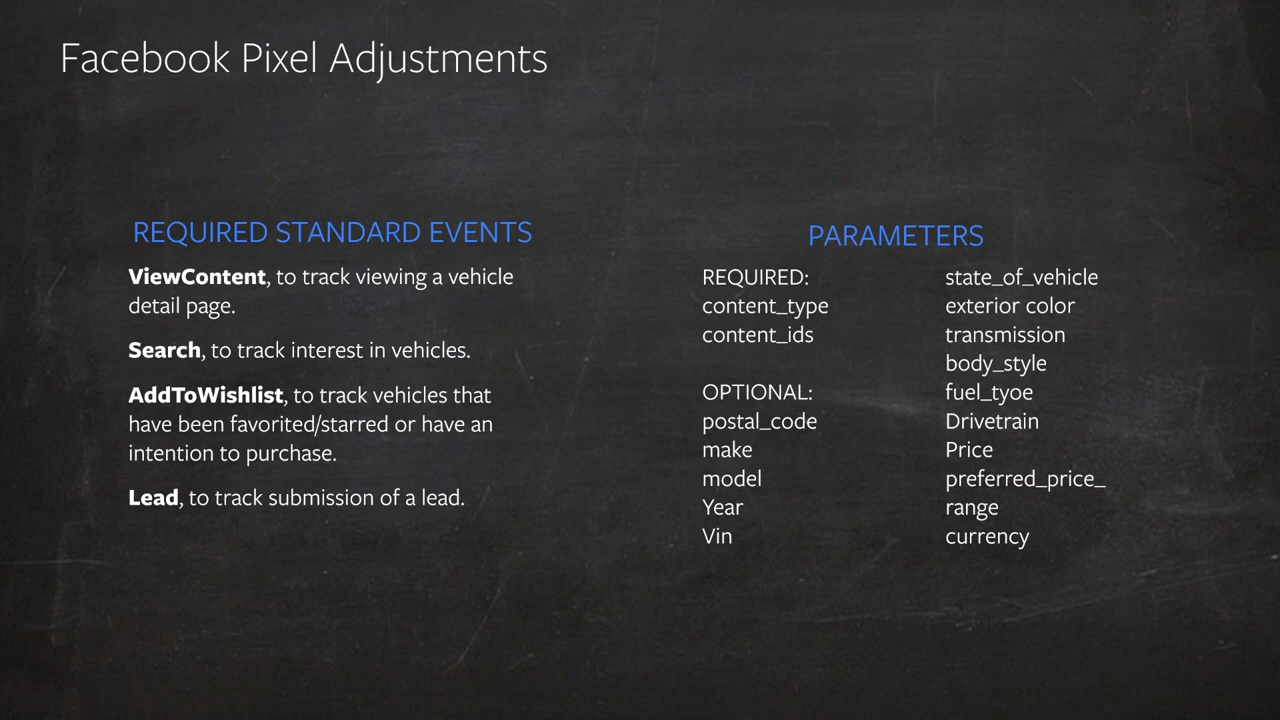 Facebook Pixel Adjustments
REQUIRED STANDARD EVENTS
ViewContent, to track viewing a vehicle
detail page.
Search, to track interest in vehicles.
AddToWishlist, to track vehicles that
have been favorited/starred or have an
intention to purchase.
Lead, to track submission of a lead.
PARAMETERS
REQUIRED:
content_type
content_ids
OPTIONAL:
postal_code
make
model
Year
Vin
state_of_vehicle
exterior color
transmission
body_style
fuel_tyoe
Drivetrain
Price
preferred_price_
range
currency